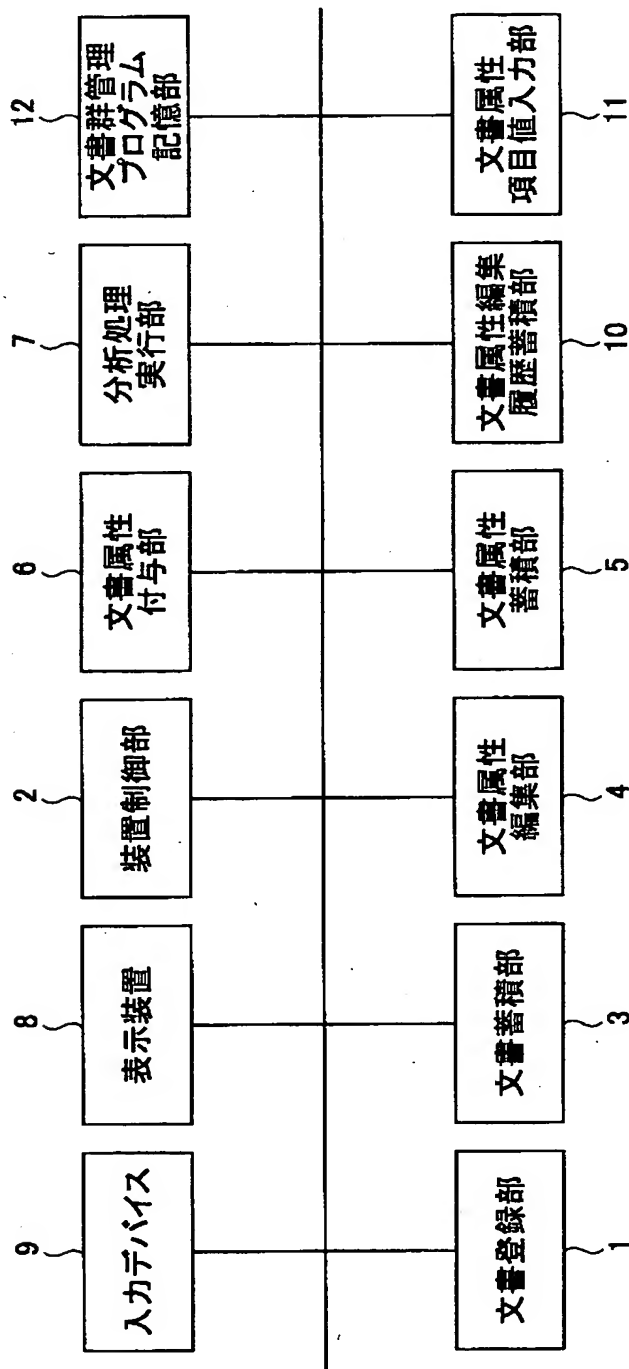 9
入力デバイス
8
表示装置
2
装置制御部
6
文書属性
付与部
7
分析処理
実行部
12
文書群管理
プログラム
記憶部
文書登録部
1
文書蓄積部
3
文書属性
編集部
4
文書属性
蓄積部
5
文書属性編集
履歴蓄積部
10
文書属性
項目値入力部
11